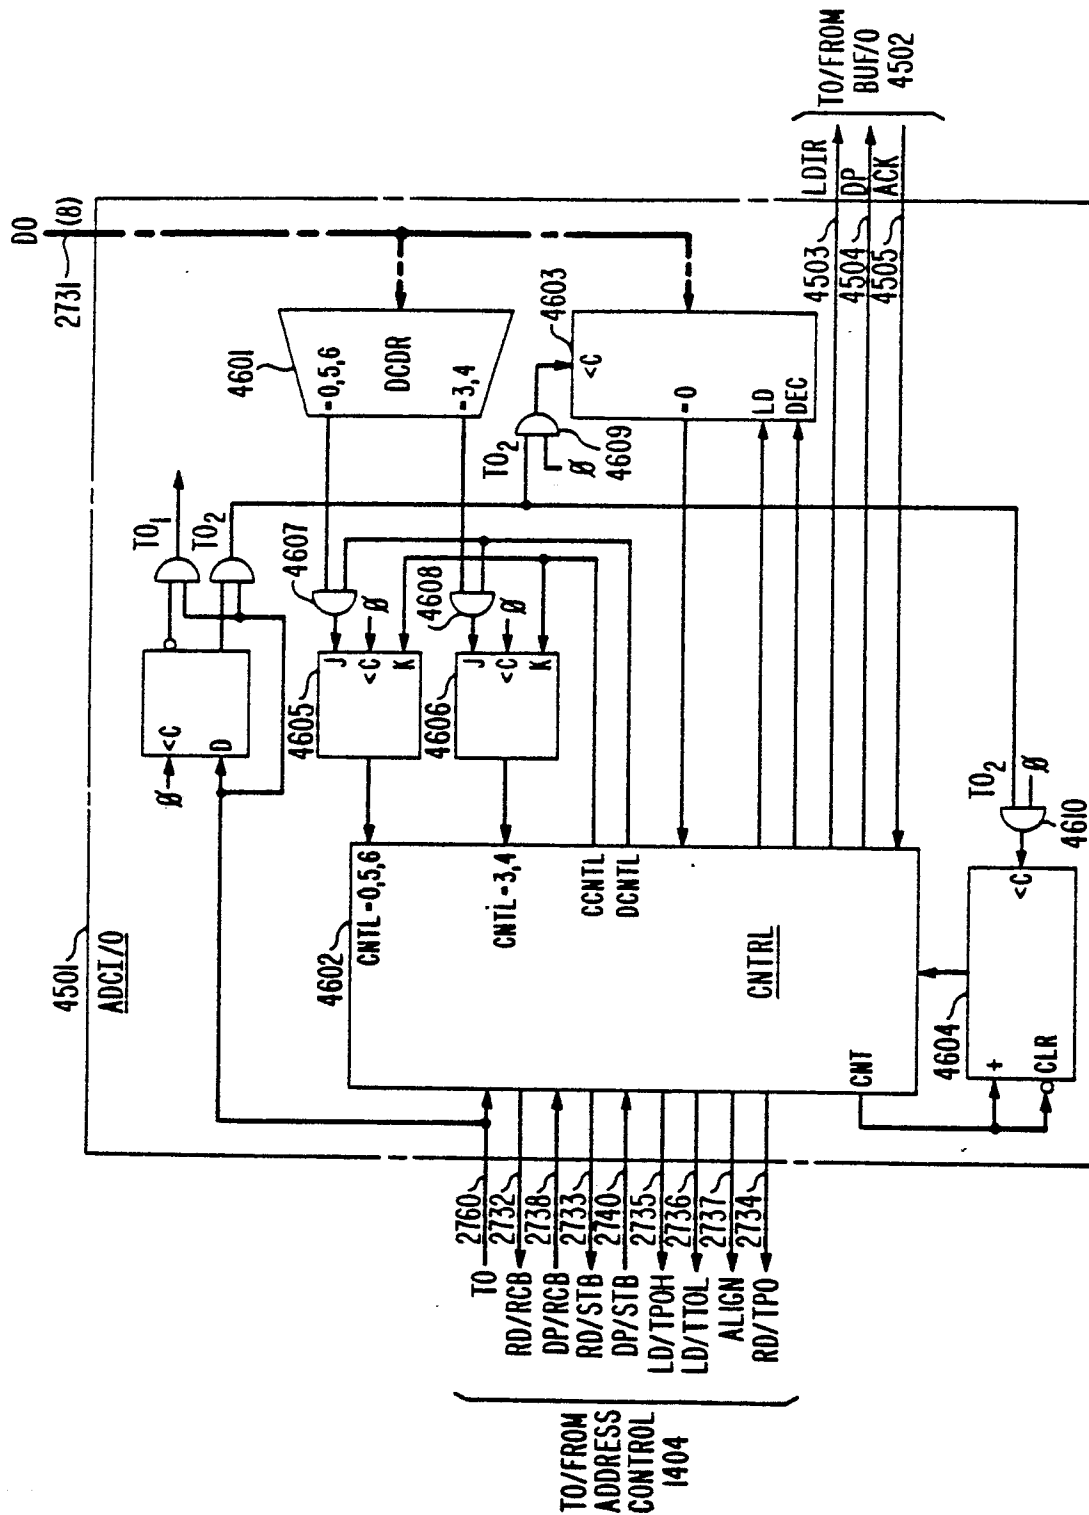 4501
ADCI/O
DO
2731
(8)
4601
=0,5,6
DCDR
=3,4
4603
<C
=0
LD
DEC
TO2
Ø
4609
TO1
TO2
Ø
<C
D
4607
4608
4605
J
<C
K
Ø
4606
J
<C
K
Ø
4602
CNTL=0,5,6
CNTL=3,4
CCNTL
DCNTL
CNTRL
CNT
4604
+
CLR
<C
TO2
Ø
4610
4503
LDIR
4504
DP
4505
ACK
TO/FROM
BUF/O
4502
TO
2760
RD/RCB
2732
DP/RCB
2738
RD/STB
2733
DP/STB
2740
LD/TPOH
2735
LD/TTOL
2736
ALIGN
2737
RD/TPO
2734
TO/FROM
ADDRESS
CONTROL
1404